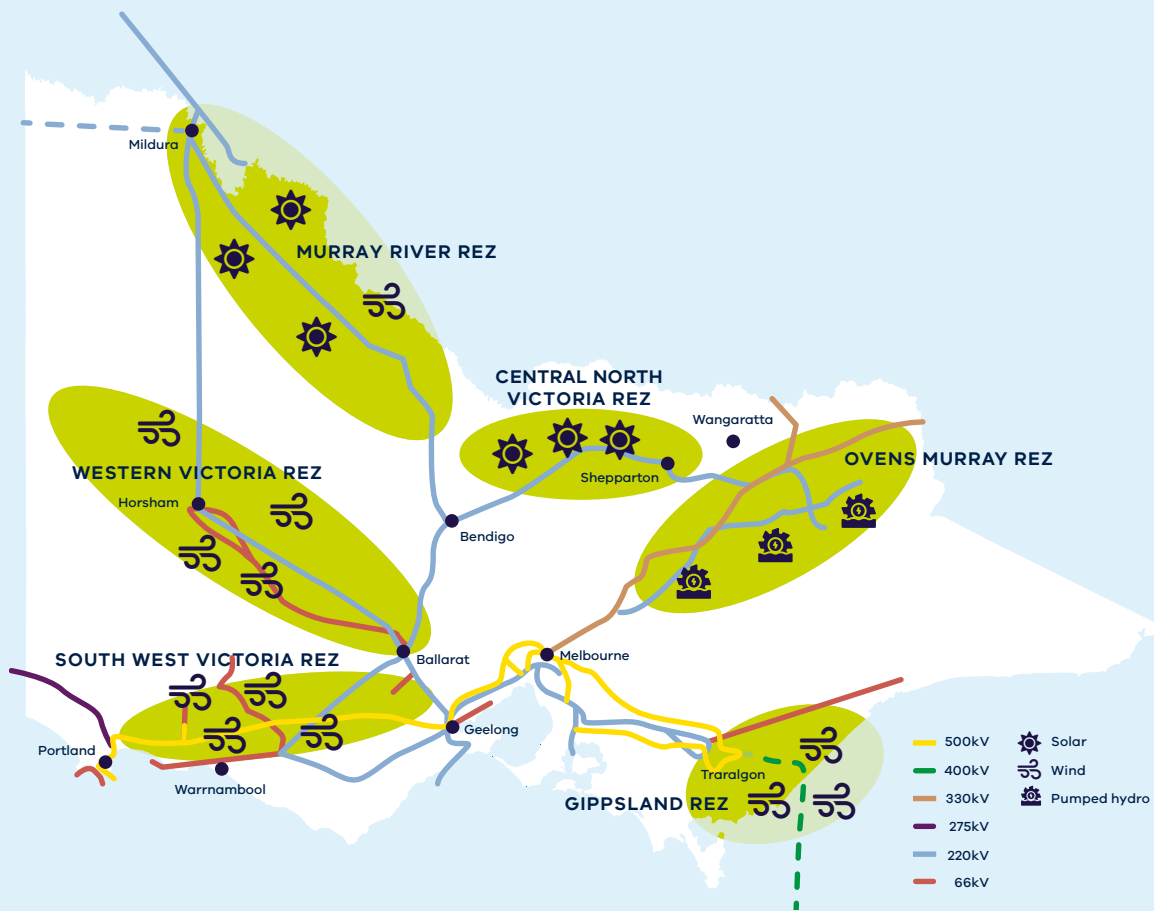 Mildura
MURRAY RIVER REZ
CENTRAL NORTH
VICTORIA REZ
Wangaratta
OVENS MURRAY REZ
WESTERN VICTORIA REZ
Shepparton
Horsham
Bendigo
SOUTH WEST VICTORIA REZ
Ballarat
Melbourne
Geelong
Portland
Warrnambool
Traralgon
GIPPSLAND REZ
500kV
Solar
400kV
Wind
330kV
Pumped hydro
275kV
220kV
66kV